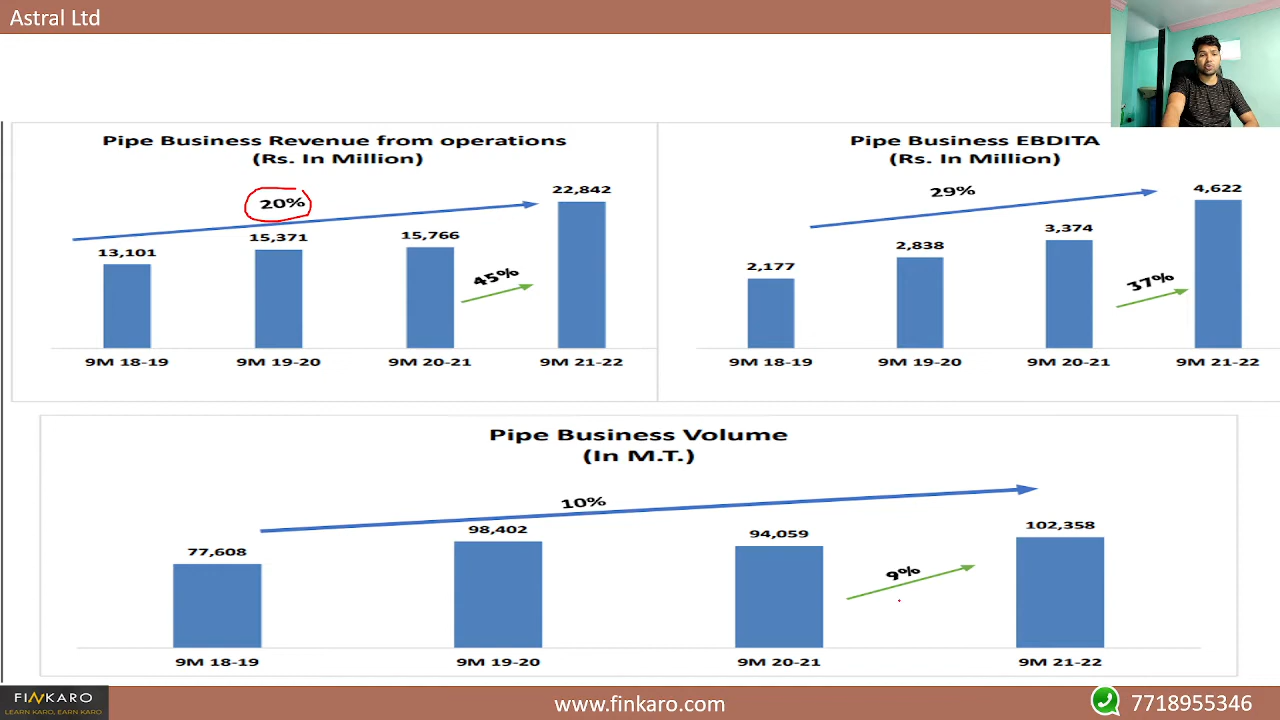 Astral Ltd
Pipe Business Revenue from operations
(Rs. In Million)
20%
22,842
13,101
15,371
15,766
45%
9M 18-19
9M 19-20
9M 20-21
9M 21-22
Pipe Business EBDITA
(Rs. In Million)
29%
4,622
2,177
2,838
3,374
37%
9M 18-19
9M 19-20
9M 20-21
9M 21-22
Pipe Business Volume
(In M.T.)
10%
77,608
98,402
94,059
102,358
9%
9M 18-19
9M 19-20
9M 20-21
9M 21-22
FINKARO
LEARN KARO, EARN KARO
www.finkaro.com
7718955346